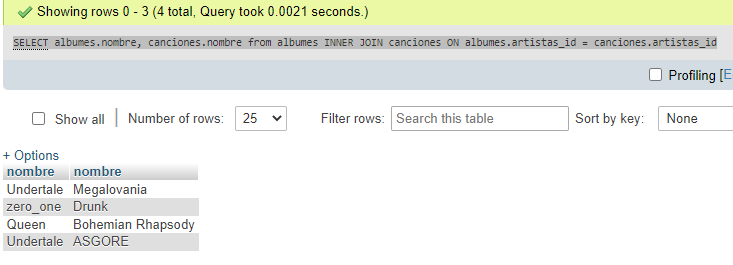 Showing rows 0 - 3 (4 total, Query took 0.0021 seconds.)
SELECT albumes.nombre, canciones.nombre from albumes INNER JOIN canciones ON albumes.artistas_id = canciones.artistas_id
Profiling [E
Show all Number of rows: 25 Filter rows: Search this table Sort by key: None
+ Options
nombre nombre
Undertale Megalovania
zero_one Drunk
Queen Bohemian Rhapsody
Undertale ASGORE